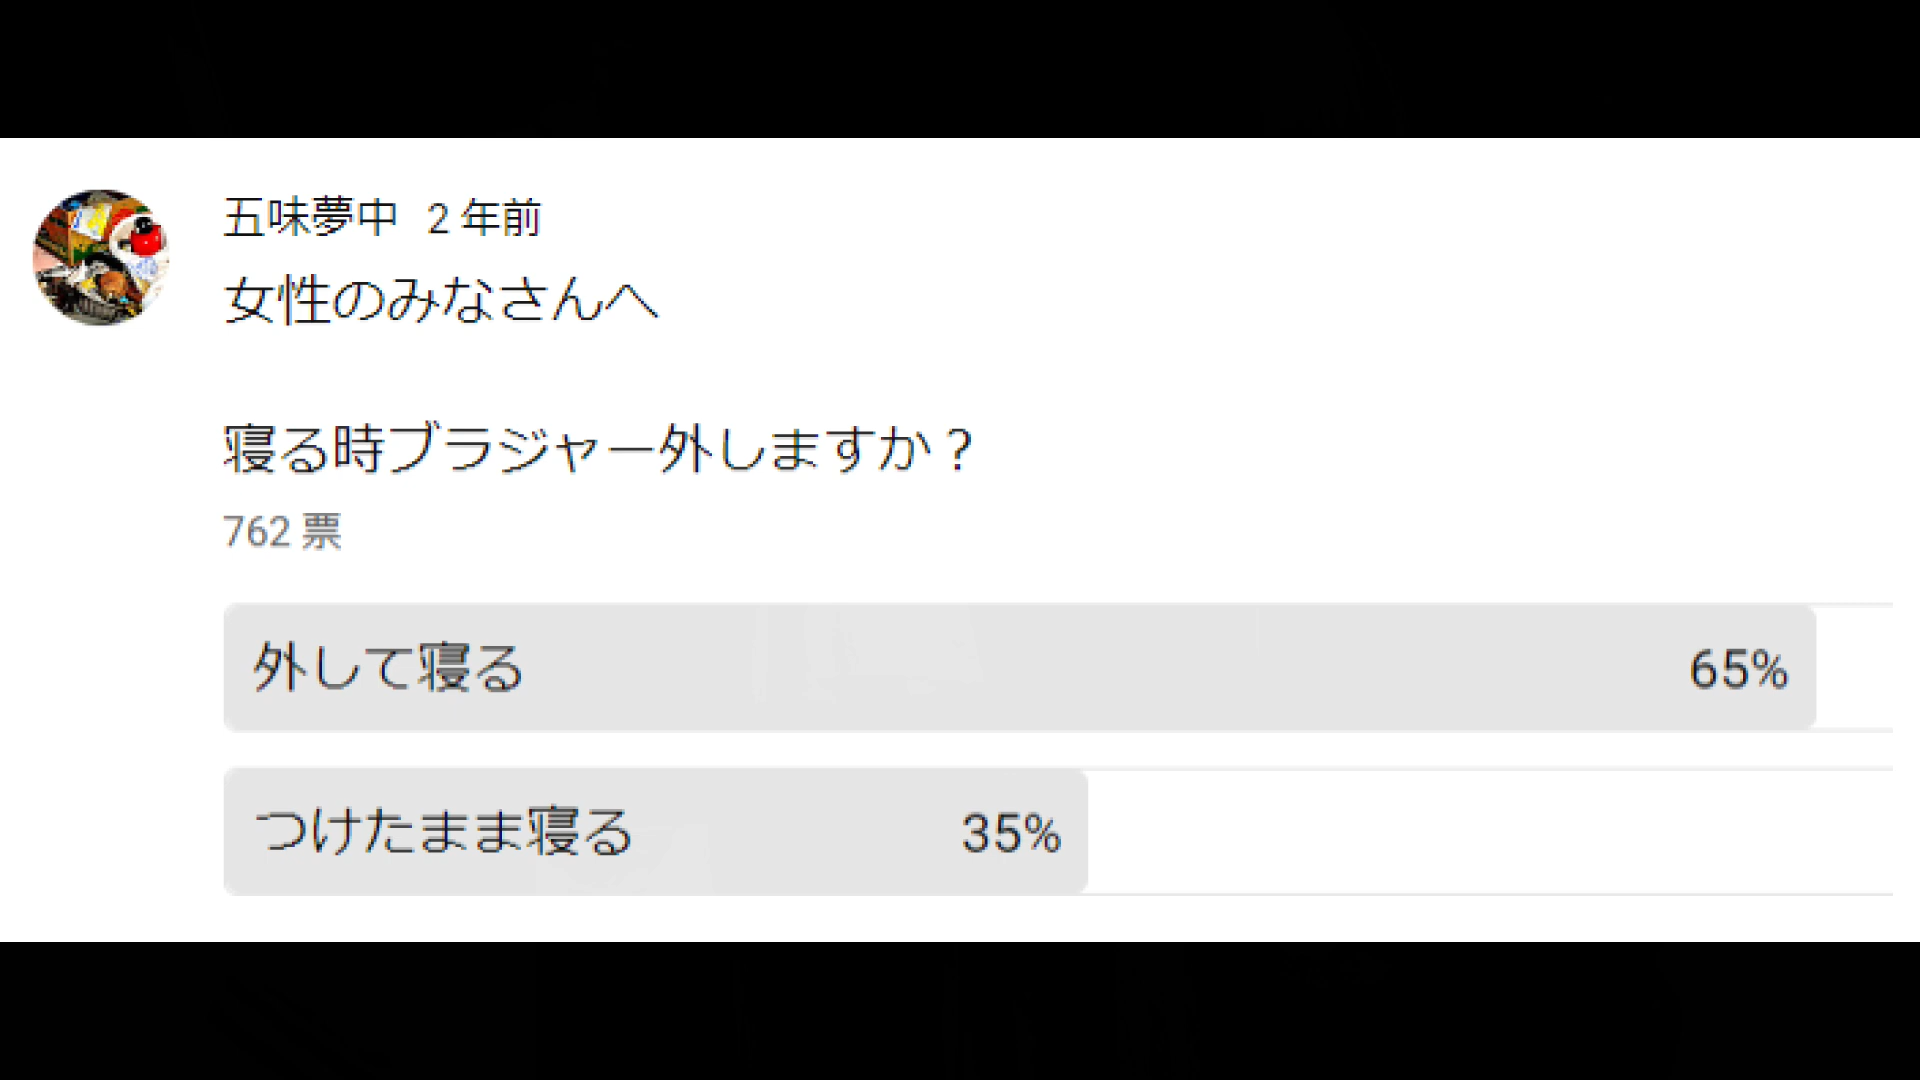 五味夢中 2 年前
女性のみなさんへ
寝る時ブラジャー外しますか？
762 票
外して寝る 65%
つけたまま寝る 35%